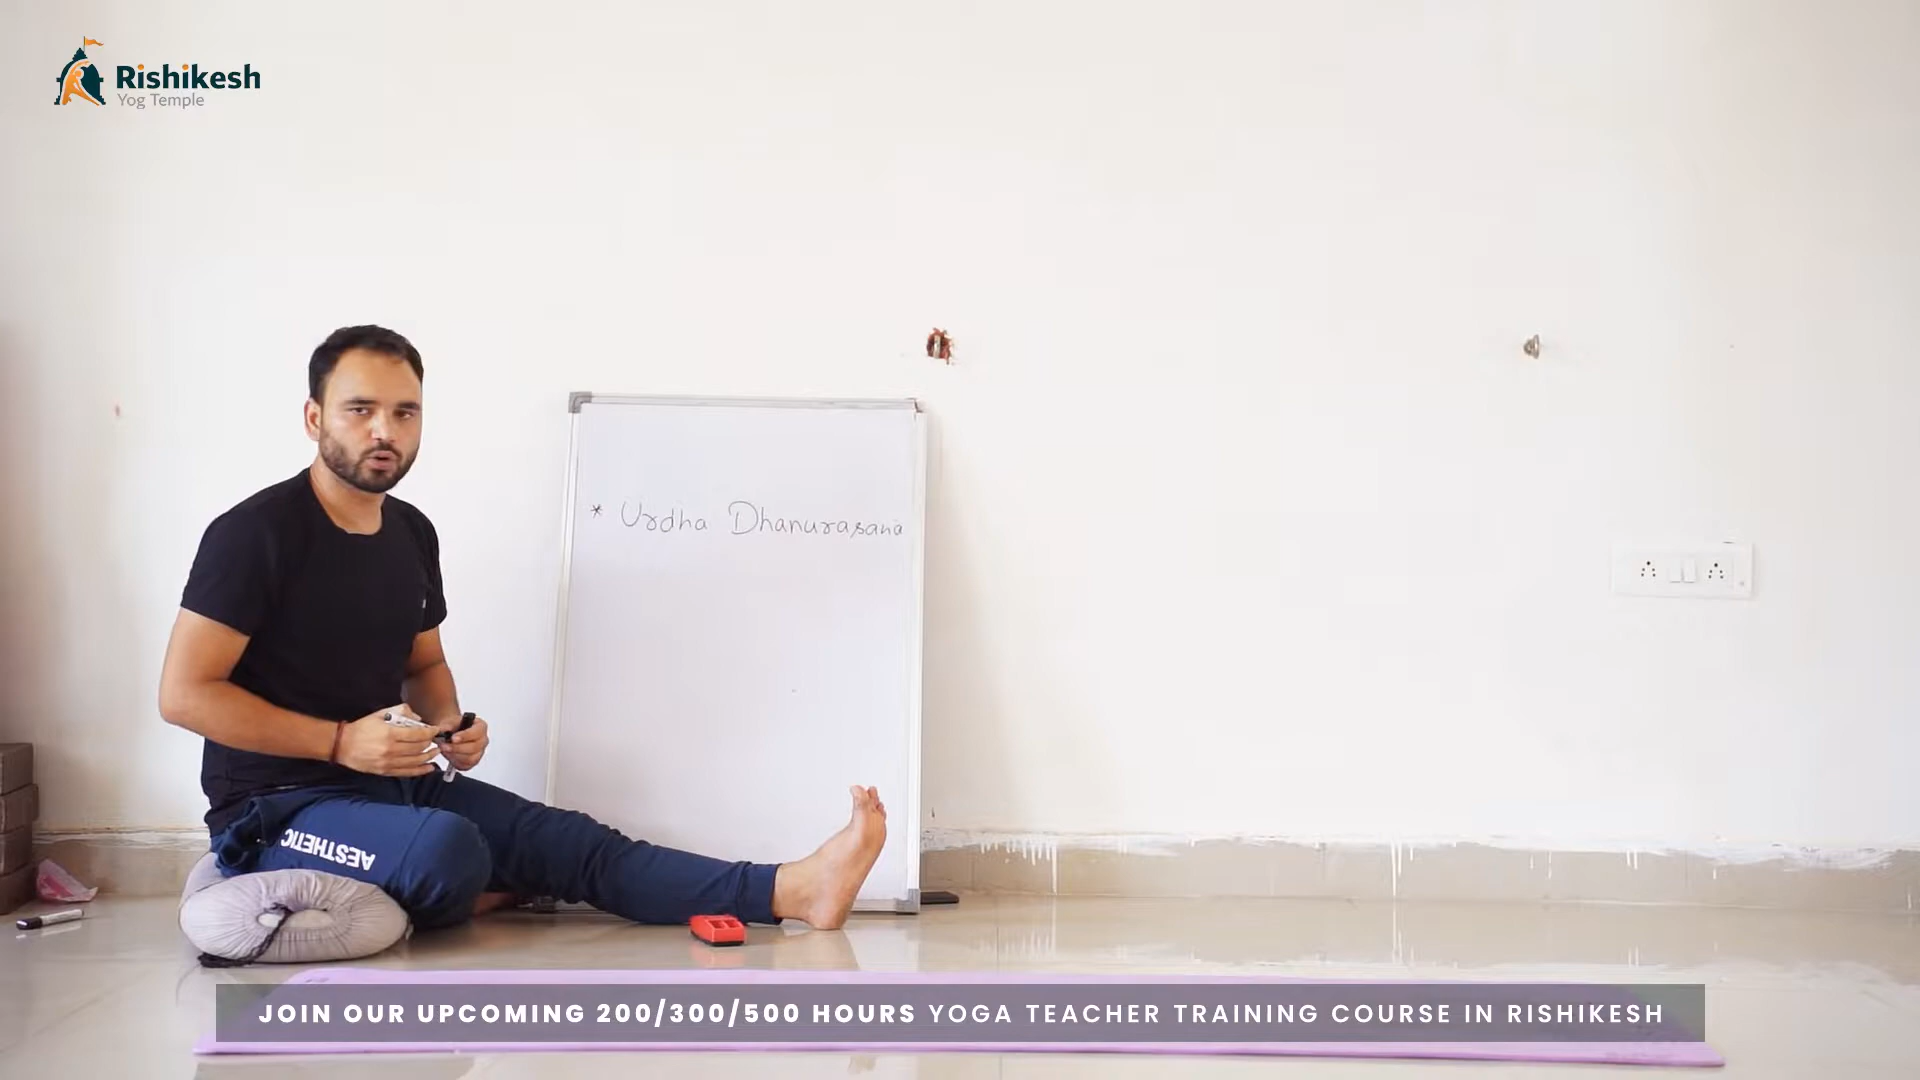 Rishikesh
Yog Temple
* Urdha Dhanurasana
AESTHETIC
JOIN OUR UPCOMING 200/300/500 HOURS YOGA TEACHER TRAINING COURSE IN RISHIKESH